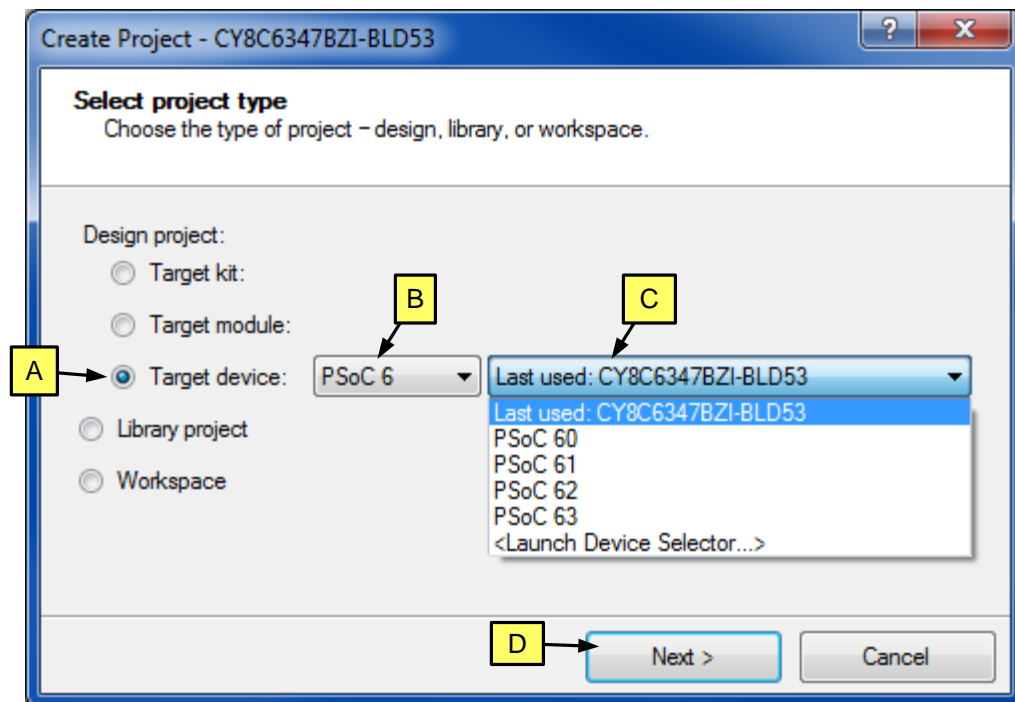 Create Project - CY8C6347BZI-BLD53
?
X
Select project type
Choose the type of project – design, library, or workspace.
Design project:
Target kit:
B
C
Target module:
A
Target device:
PSoC 6
Last used: CY8C6347BZI-BLD53
Last used: CY8C6347BZI-BLD53
Library project
PSoC 60
PSoC 61
Workspace
PSoC 62
PSoC 63
<Launch Device Selector...>
D
Next >
Cancel